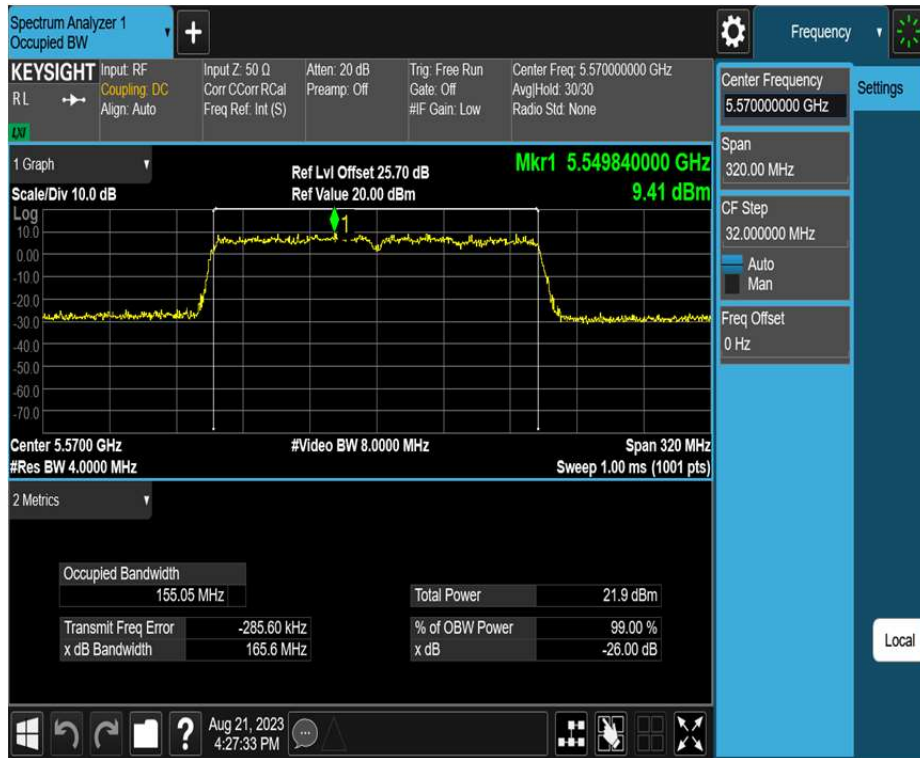 Spectrum Analyzer 1
Occupied BW
Frequency
KEYSIGHT
R L
LXI
Input: RF
Coupling: DC
Align: Auto
Input Z: 50 Ω
Corr CCorr RCal
Freq Ref: Int (S)
Atten: 20 dB
Preamp: Off
Trig: Free Run
Gate: Off
#IF Gain: Low
Center Freq: 5.570000000 GHz
Avg|Hold: 30/30
Radio Std: None
Center Frequency
5.570000000 GHz
Settings
Span
320.00 MHz
CF Step
32.000000 MHz
Auto
Man
Freq Offset
0 Hz
1 Graph
Scale/Div 10.0 dB
Ref Lvl Offset 25.70 dB
Ref Value 20.00 dBm
Mkr1 5.549840000 GHz
9.41 dBm
Log
1
10.0
0.00
-10.0
-20.0
-30.0
-40.0
-50.0
-60.0
-70.0
Center 5.5700 GHz
#Res BW 4.0000 MHz
#Video BW 8.0000 MHz
Span 320 MHz
Sweep 1.00 ms (1001 pts)
2 Metrics
Occupied Bandwidth
155.05 MHz
Transmit Freq Error -285.60 kHz
x dB Bandwidth 165.6 MHz
Total Power 21.9 dBm
% of OBW Power 99.00 %
x dB -26.00 dB
Local
?
Aug 21, 2023
4:27:33 PM